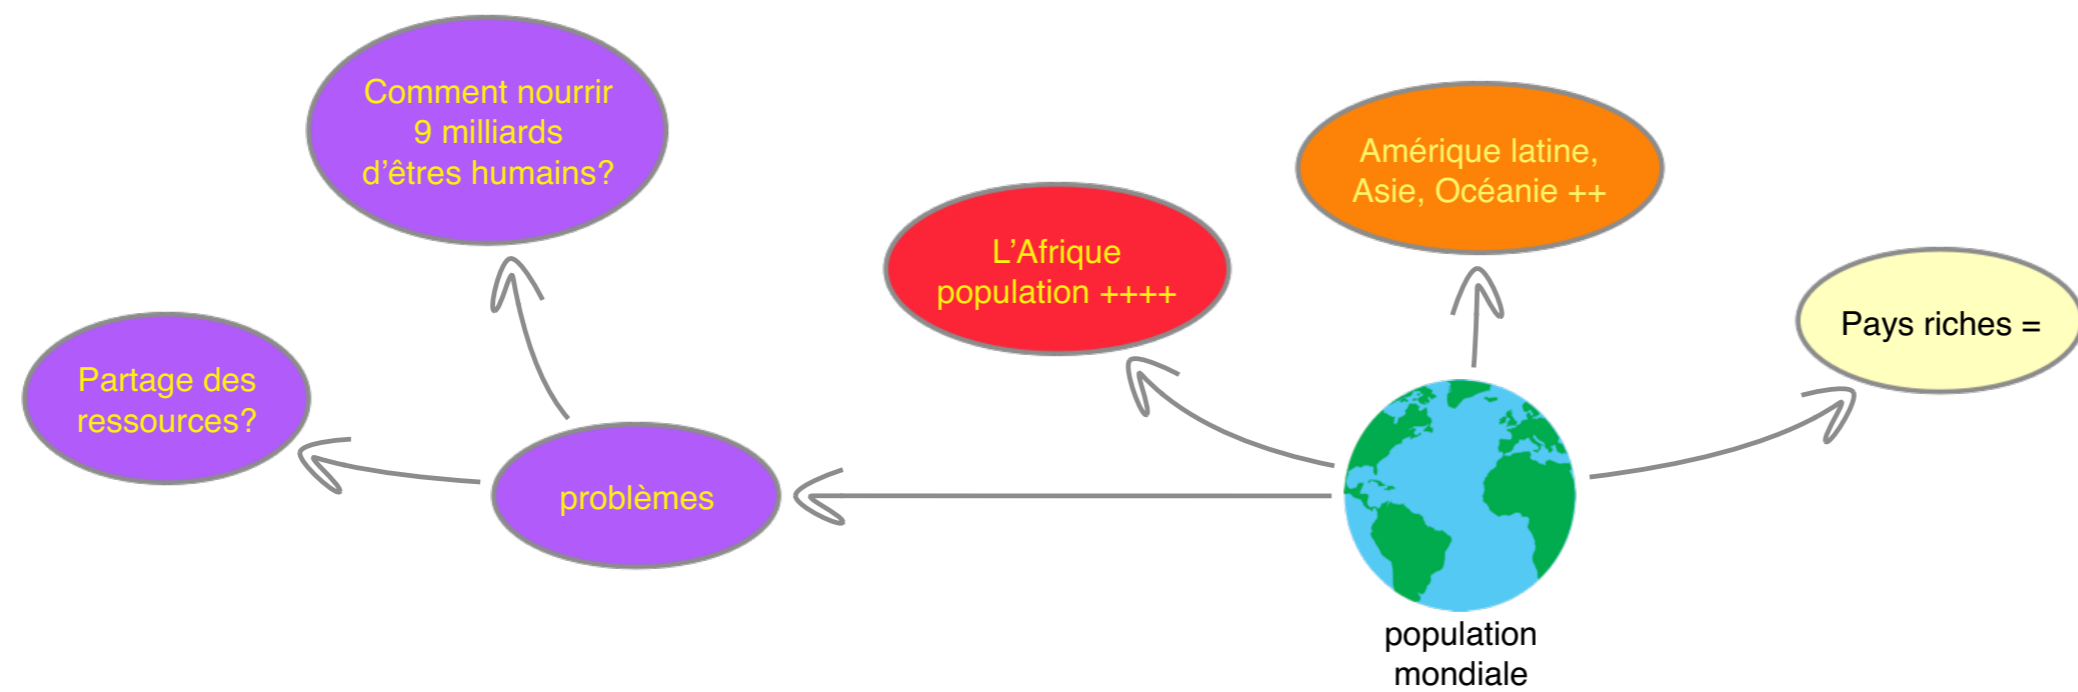 Comment nourrir
9 milliards
d'êtres humains?
Amérique latine,
Asie, Océanie ++
L'Afrique
population ++++
Pays riches =
Partage des
ressources?
problèmes
population
mondiale